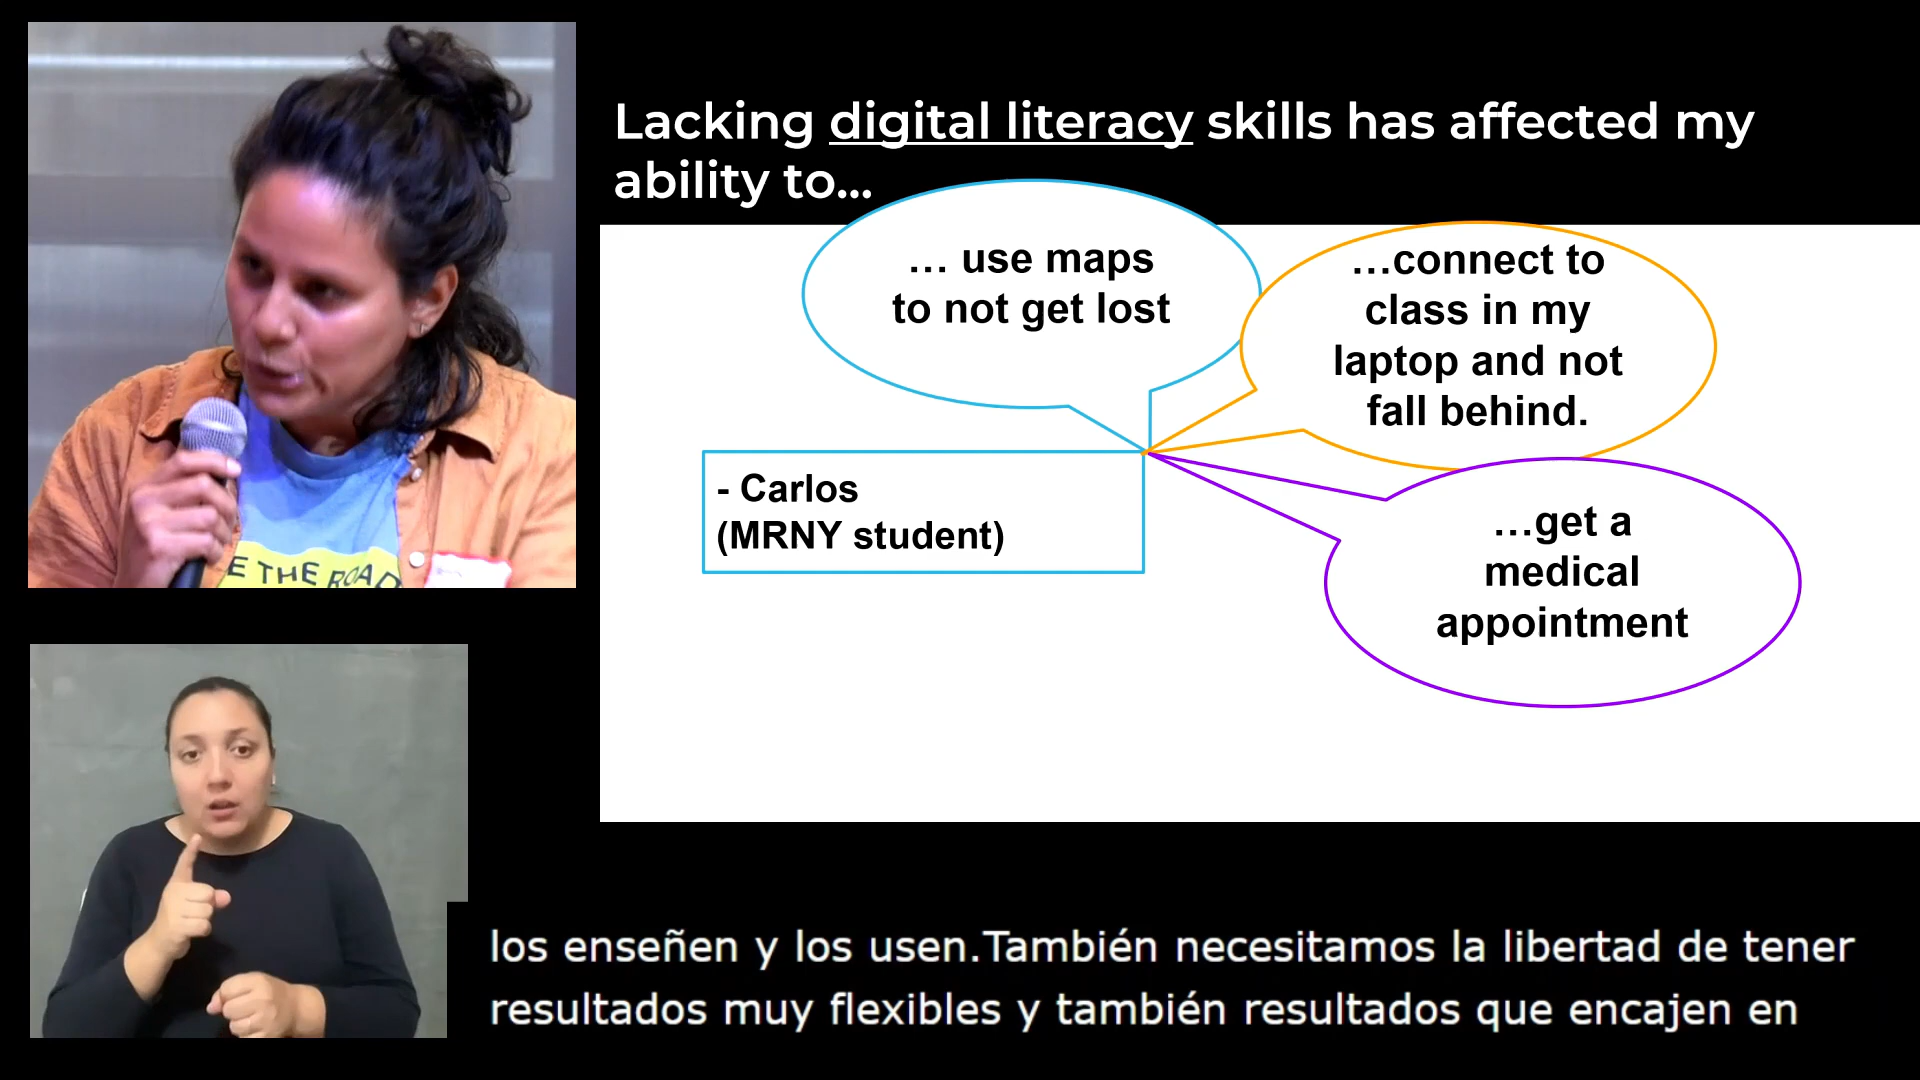 Lacking digital literacy skills has affected my
ability to...
… use maps
to not get lost
…connect to
class in my
laptop and not
fall behind.
- Carlos
(MRNY student)
…get a
medical
appointment
E THE ROAD
los enseñen y los usen.También necesitamos la libertad de tener
resultados muy flexibles y también resultados que encajen en